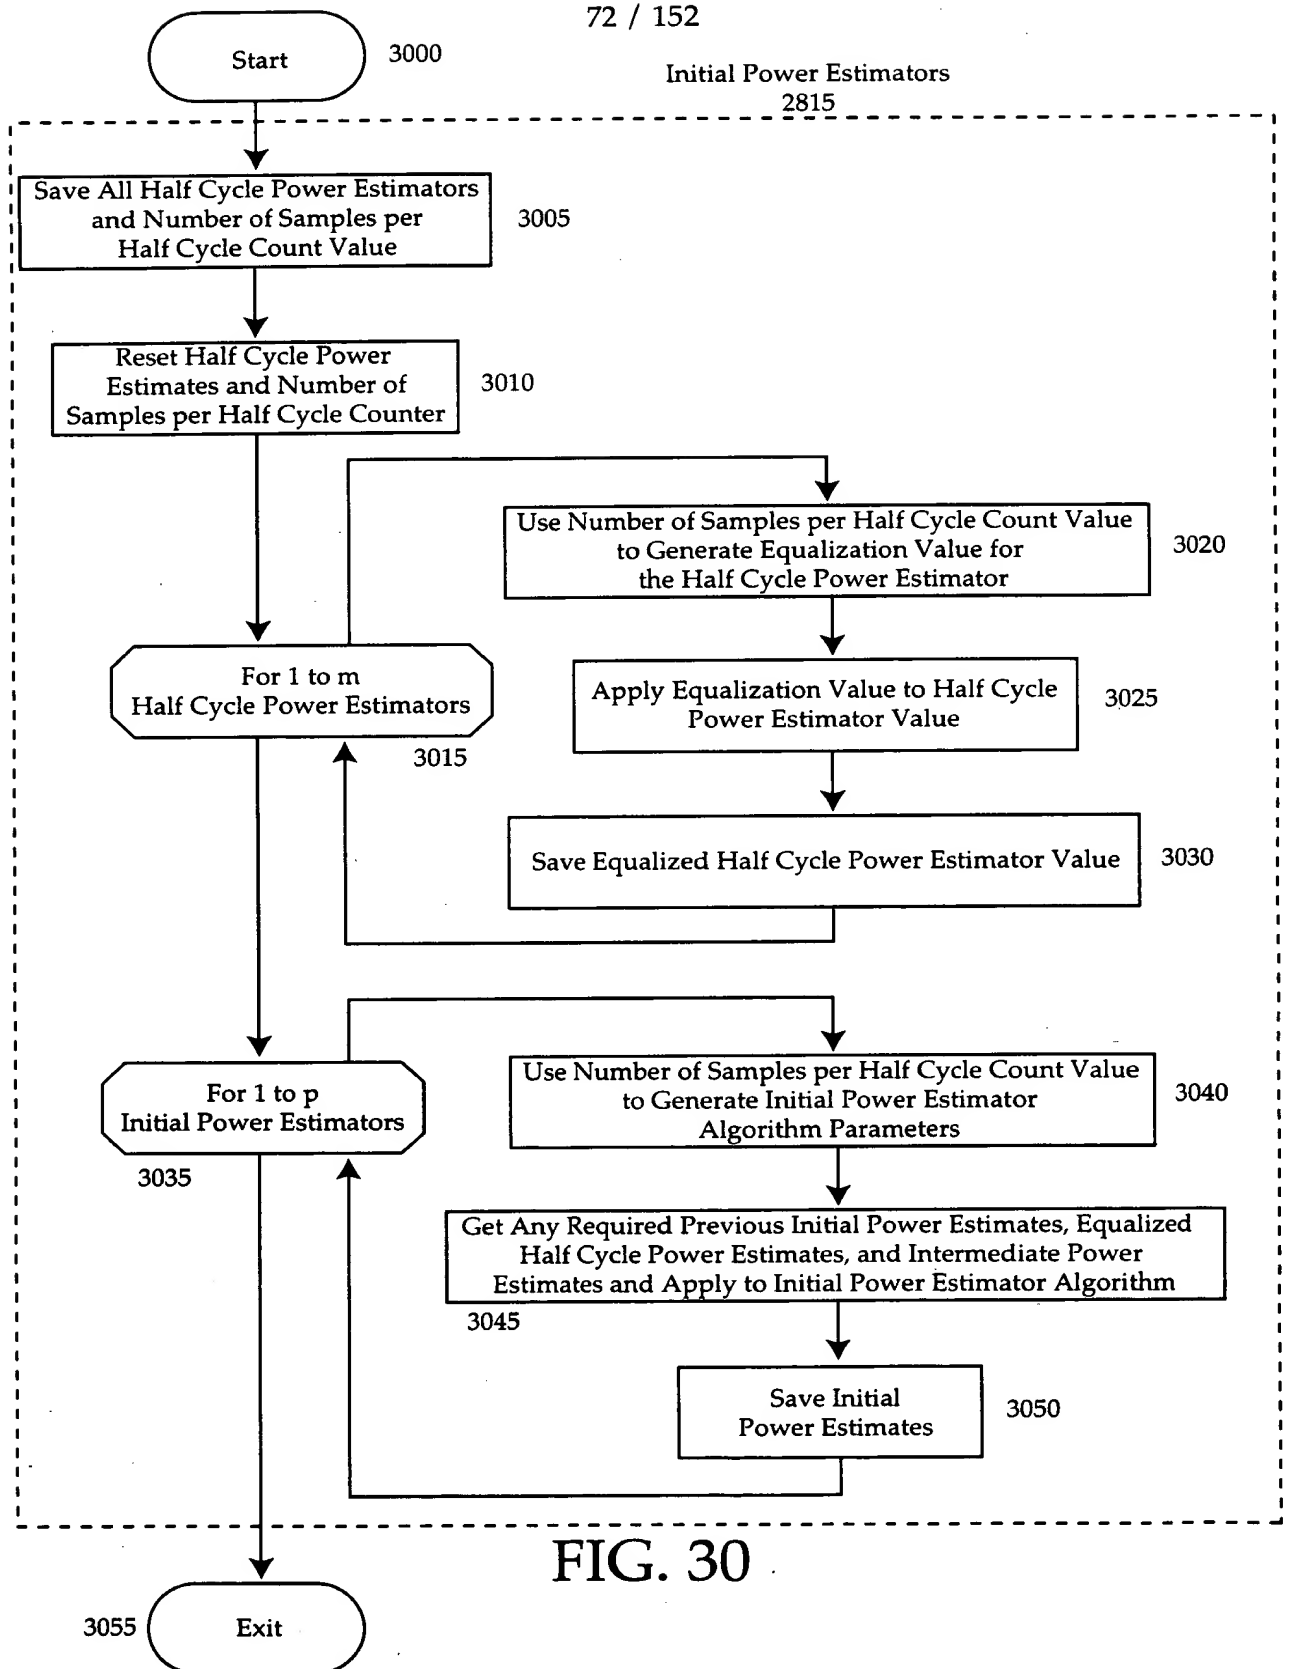 72 / 152
Start
3000
Initial Power Estimators
2815
Save All Half Cycle Power Estimators
and Number of Samples per
Half Cycle Count Value
3005
Reset Half Cycle Power
Estimates and Number of
Samples per Half Cycle Counter
3010
Use Number of Samples per Half Cycle Count Value
to Generate Equalization Value for
the Half Cycle Power Estimator
3020
For 1 to m
Half Cycle Power Estimators
3015
Apply Equalization Value to Half Cycle
Power Estimator Value
3025
Save Equalized Half Cycle Power Estimator Value
3030
For 1 to p
Initial Power Estimators
3035
Use Number of Samples per Half Cycle Count Value
to Generate Initial Power Estimator
Algorithm Parameters
3040
Get Any Required Previous Initial Power Estimates, Equalized
Half Cycle Power Estimates, and Intermediate Power
Estimates and Apply to Initial Power Estimator Algorithm
3045
Save Initial
Power Estimates
3050
FIG. 30
3055
Exit